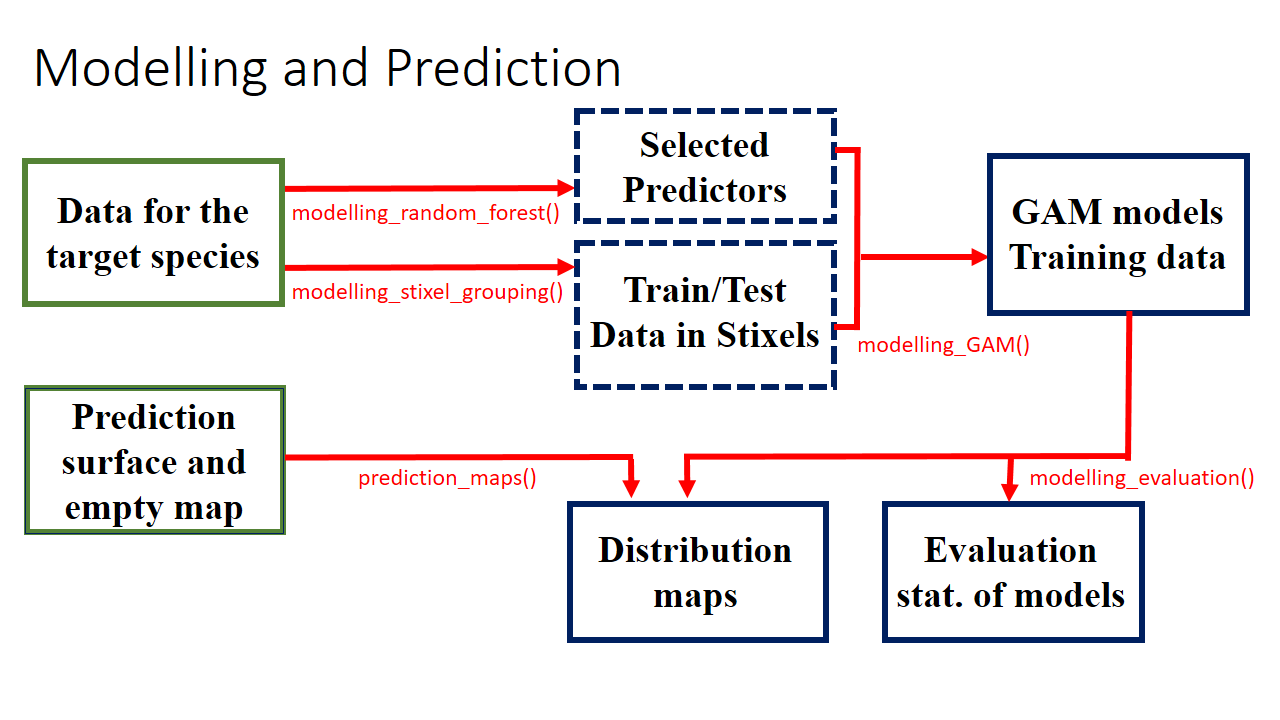 Modelling and Prediction
Data for the
target species
modelling_random_forest()
modelling_stixel_grouping()
Selected
Predictors
Train/Test
Data in Stixels
modelling_GAM()
GAM models
Training data
Prediction
surface and
empty map
prediction_maps()
modelling_evaluation()
Distribution
maps
Evaluation
stat. of models